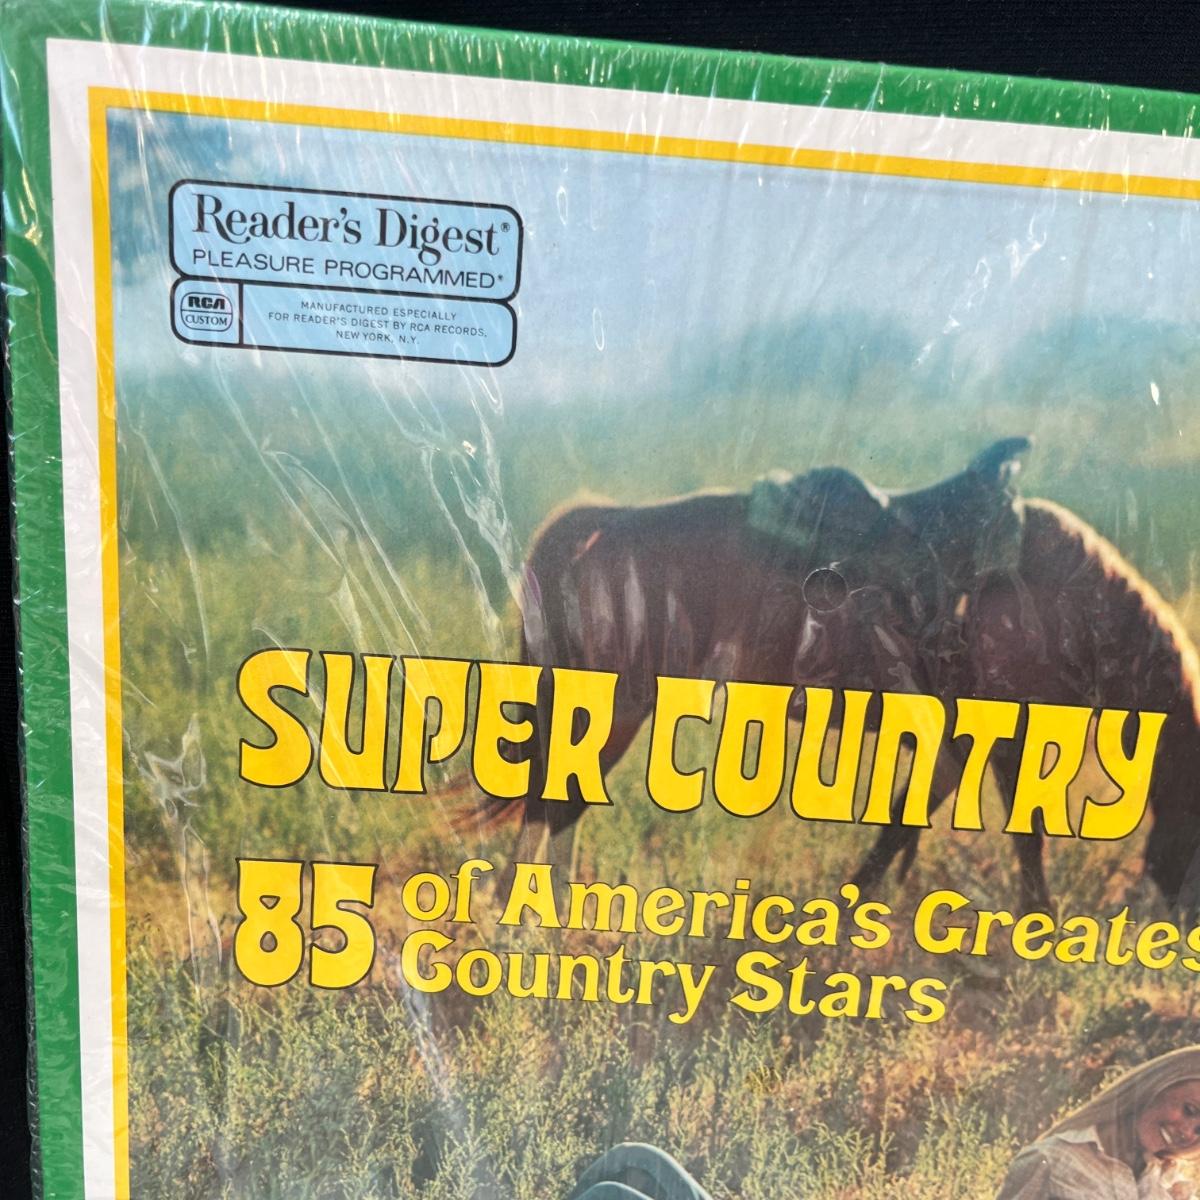 Reader's Digest®
PLEASURE PROGRAMMED*
RCA
CUSTOM
MANUFACTURED ESPECIALLY
FOR READER'S DIGEST BY RCA RECORDS,
NEW YORK, N.Y.
SUPER COUNTRY
85 of America's Greates
Country Stars